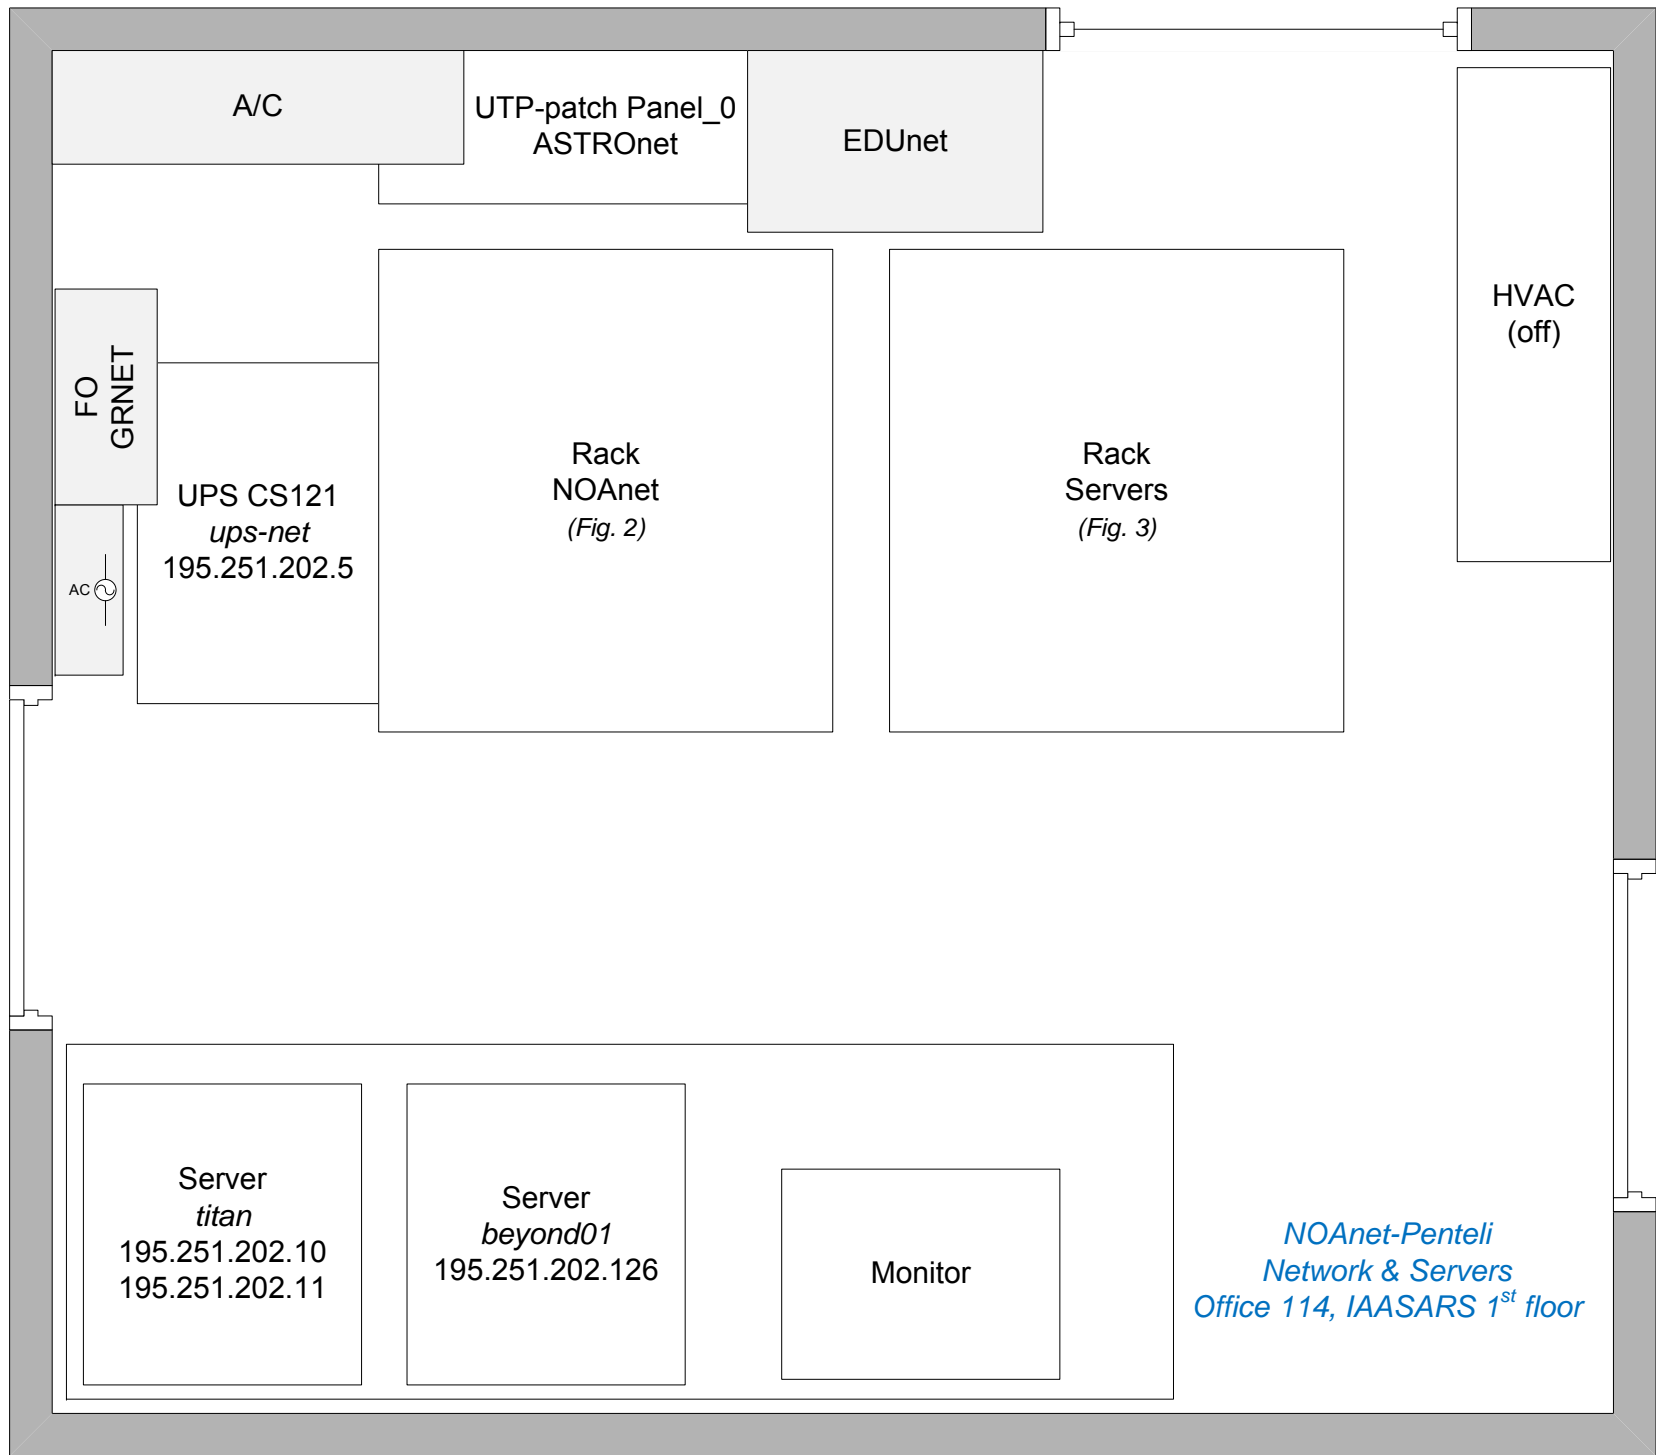 A/C
UTP-patch Panel_0
ASTROnet
EDUnet
HVAC
(off)
FO
GRNET
UPS CS121
ups-net
195.251.202.5
AC
Rack
NOAnet
(Fig. 2)
Rack
Servers
(Fig. 3)
Server
titan
195.251.202.10
195.251.202.11
Server
beyond01
195.251.202.126
Monitor
NOAnet-Penteli
Network & Servers
Office 114, IAASARS 1st floor